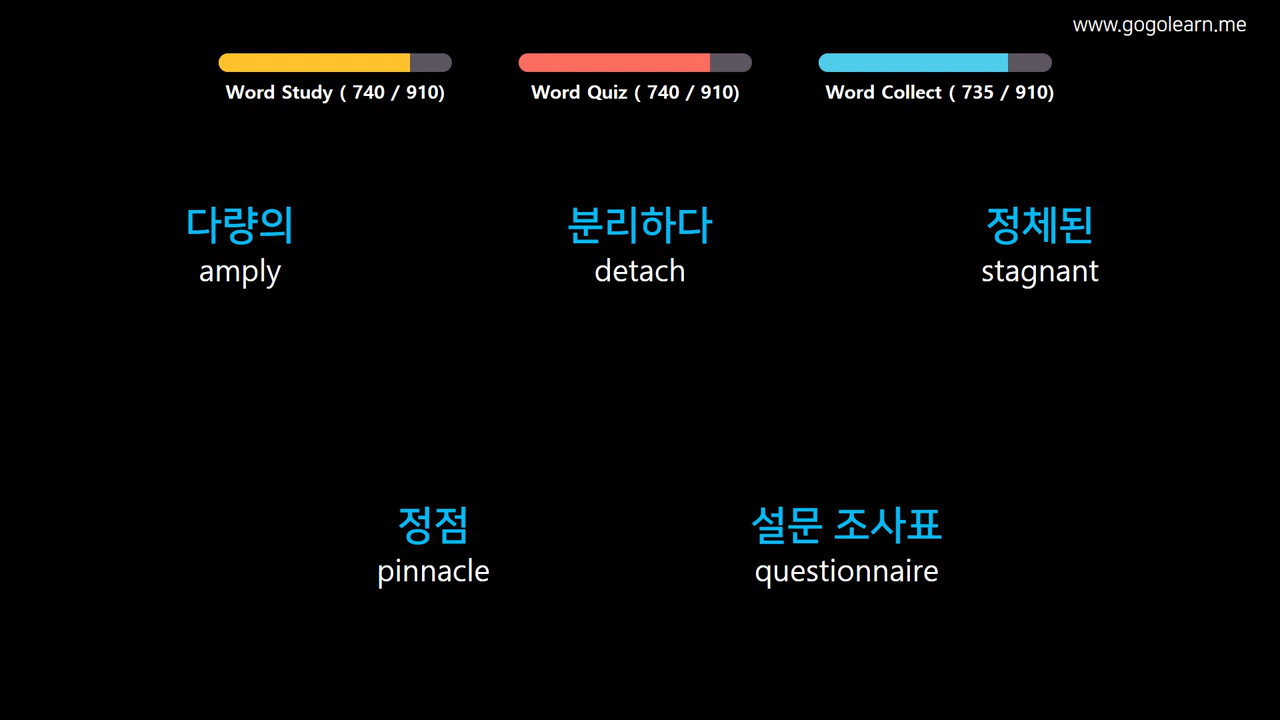 www.gogolearn.me
Word Study ( 740 / 910)
Word Quiz ( 740 / 910)
Word Collect ( 735 / 910)
다량의
amply
분리하다
detach
정체된
stagnant
정점
pinnacle
설문 조사표
questionnaire